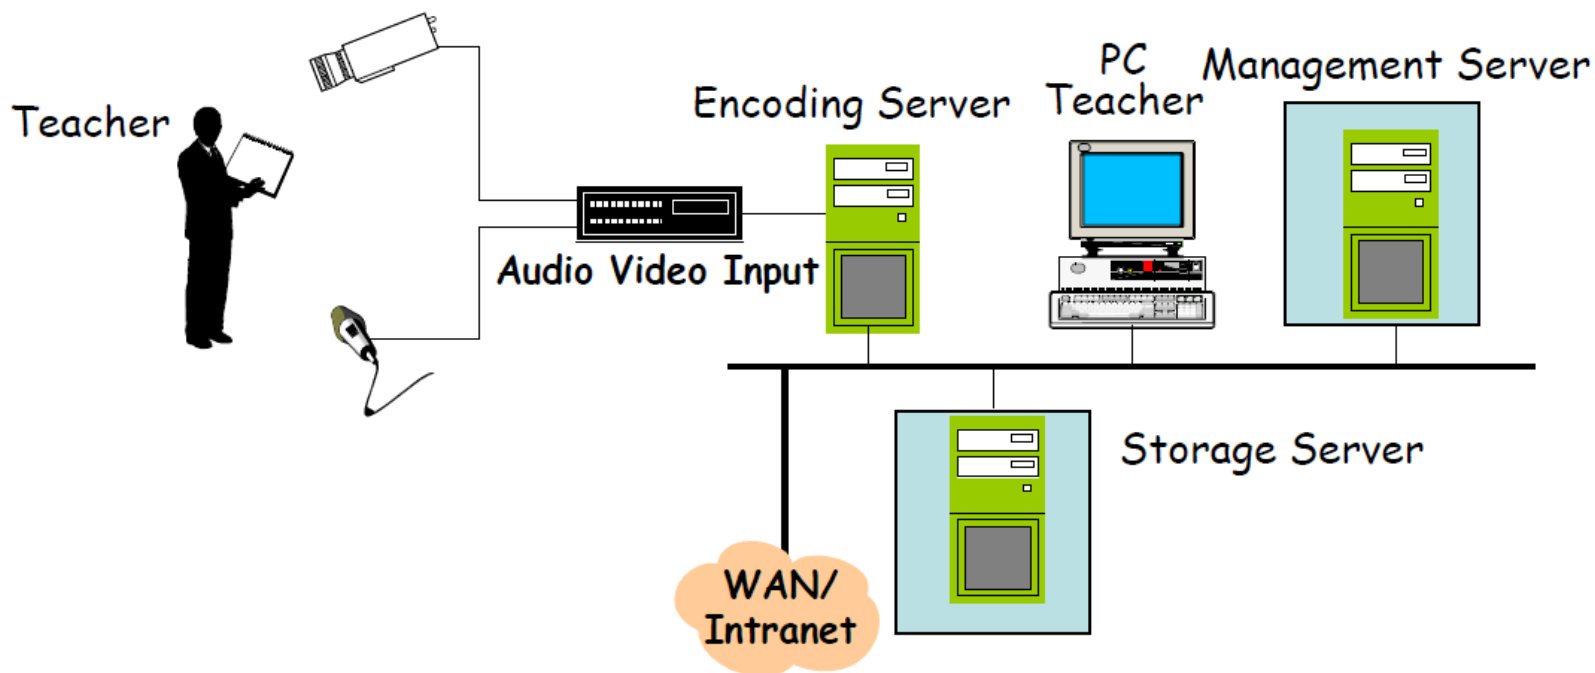 Teacher
Encoding Server
PC
Teacher
Management Server
Audio Video Input
Storage Server
WAN/
Intranet